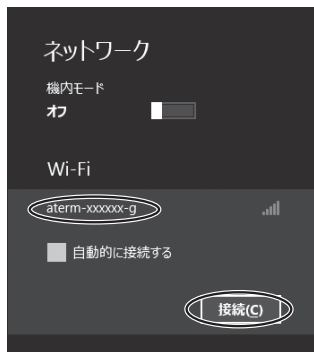 ネットワーク
機内モード
オフ
Wi-Fi
aterm-xxxxxx-g
自動的に接続する
接続(C)